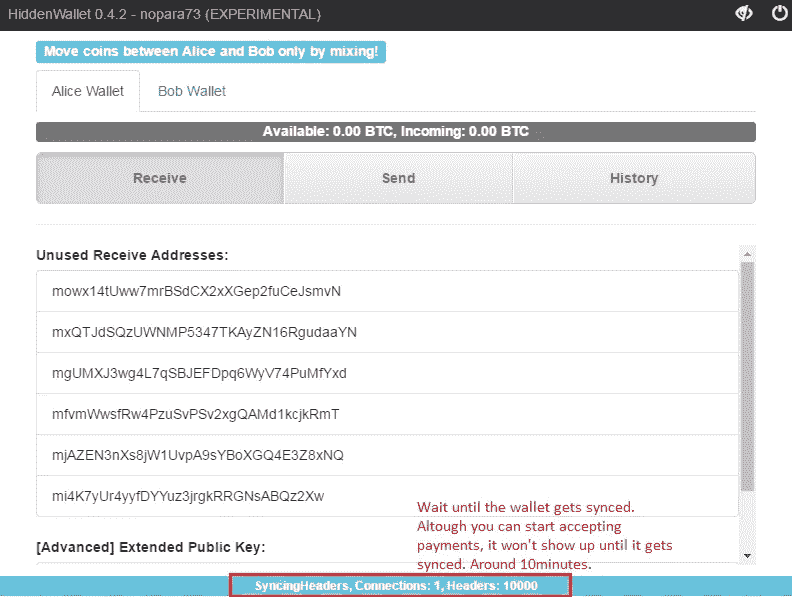 HiddenWallet 0.4.2 - nopara73 (EXPERIMENTAL)
Move coins between Alice and Bob only by mixing!
Alice Wallet
Bob Wallet
Available: 0.00 BTC, Incoming: 0.00 BTC
Receive
Send
History
Unused Receive Addresses:
mowx14tUww7mrBSdCX2xXGep2fuCeJsmvN
mxQTJdSQzUWNMP5347TKAyZN16RgudaaYN
mgUMXJ3wg4L7qSBJEFDpq6WyV74PuMfYxd
mfvmWwsfRw4PzuSvPSv2xgQAMd1kcjkRmT
mjAZEN3nXs8jW1UvpA9sYBoXGQ4E3Z8xNQ
mi4K7yUr4yyfDYYuz3jrgkRRGNsABQz2Xw
[Advanced] Extended Public Key:
Wait until the wallet gets synced.
Altough you can start accepting
payments, it won't show up until it gets
synced. Around 10minutes.
SyncingHeaders, Connections: 1, Headers: 10000